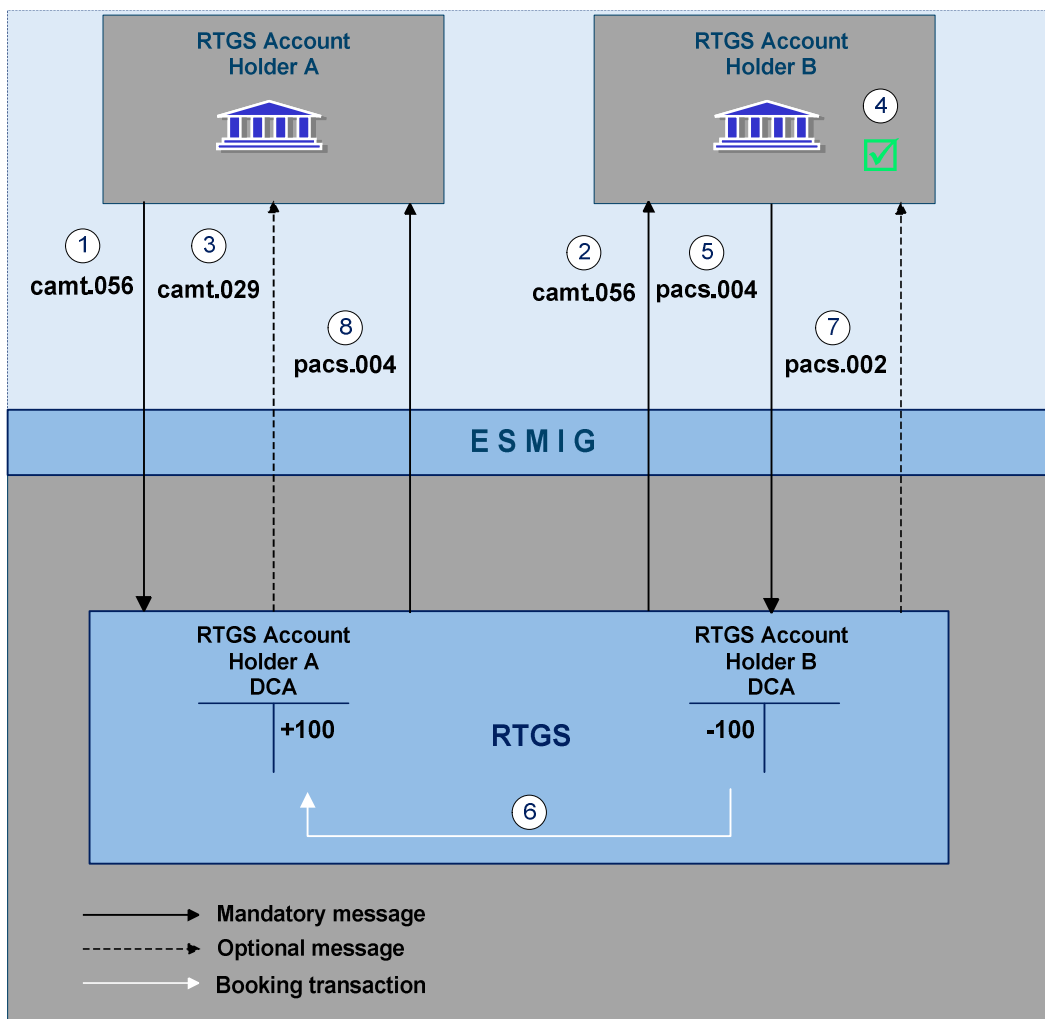 RTGS Account
Holder A
RTGS Account
Holder B
4
1
camt.056
3
camt.029
8
pacs.004
2
camt.056
5
pacs.004
7
pacs.002
ESMIG
RTGS Account
Holder A
DCA
+100
RTGS
RTGS Account
Holder B
DCA
-100
6
Mandatory message
Optional message
Booking transaction